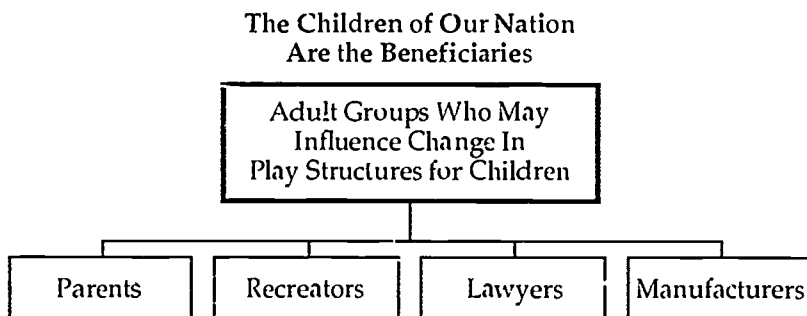 The Children of Our Nation
Are the Beneficiaries
Adult Groups Who May
Influence Change In
Play Structures for Children
Parents
Recreators
Lawyers
Manufacturers